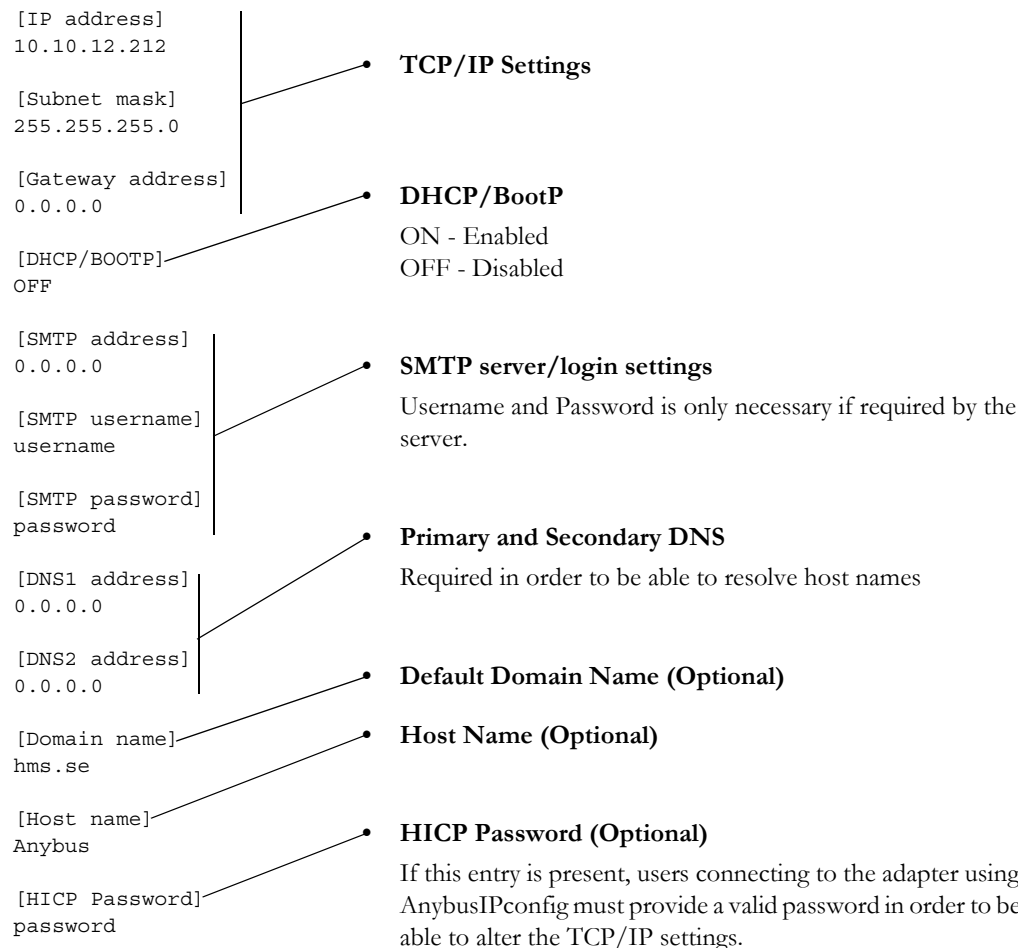 [IP address]
10.10.12.212
[Subnet mask]
255.255.255.0
[Gateway address]
0.0.0.0
[DHCP/BOOTP]
OFF
[SMTP address]
0.0.0.0
[SMTP username]
username
[SMTP password]
password
[DNS1 address]
0.0.0.0
[DNS2 address]
0.0.0.0
[Domain name]
hms.se
[Host name]
Anybus
[HICP Password]
password
• TCP/IP Settings
• DHCP/BootP
ON - Enabled
OFF - Disabled
• SMTP server/login settings
Username and Password is only necessary if required by the
server.
• Primary and Secondary DNS
Required in order to be able to resolve host names
• Default Domain Name (Optional)
• Host Name (Optional)
• HICP Password (Optional)
If this entry is present, users connecting to the adapter using
AnybusIPconfig must provide a valid password in order to be
able to alter the TCP/IP settings.